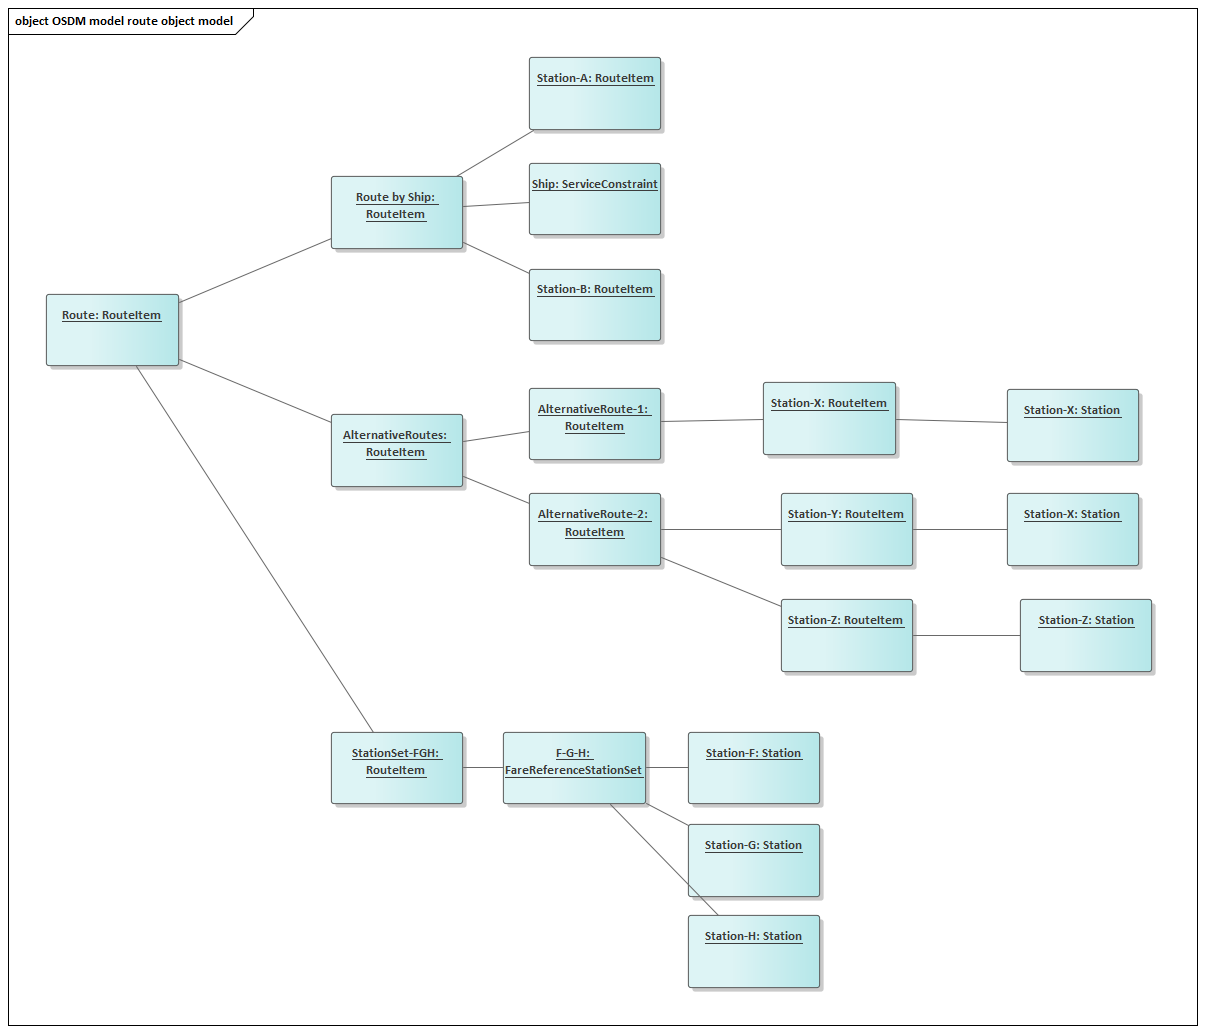 object OSDM model route object model
Station-A: RouteItem
Ship: ServiceConstraint
Route by Ship:
RouteItem
Station-B: RouteItem
Route: RouteItem
AlternativeRoutes:
RouteItem
AlternativeRoute-1:
RouteItem
Station-X: RouteItem
Station-X: Station
AlternativeRoute-2:
RouteItem
Station-Y: RouteItem
Station-X: Station
Station-Z: RouteItem
Station-Z: Station
StationSet-FGH:
RouteItem
F-G-H:
FareReferenceStationSet
Station-F: Station
Station-G: Station
Station-H: Station